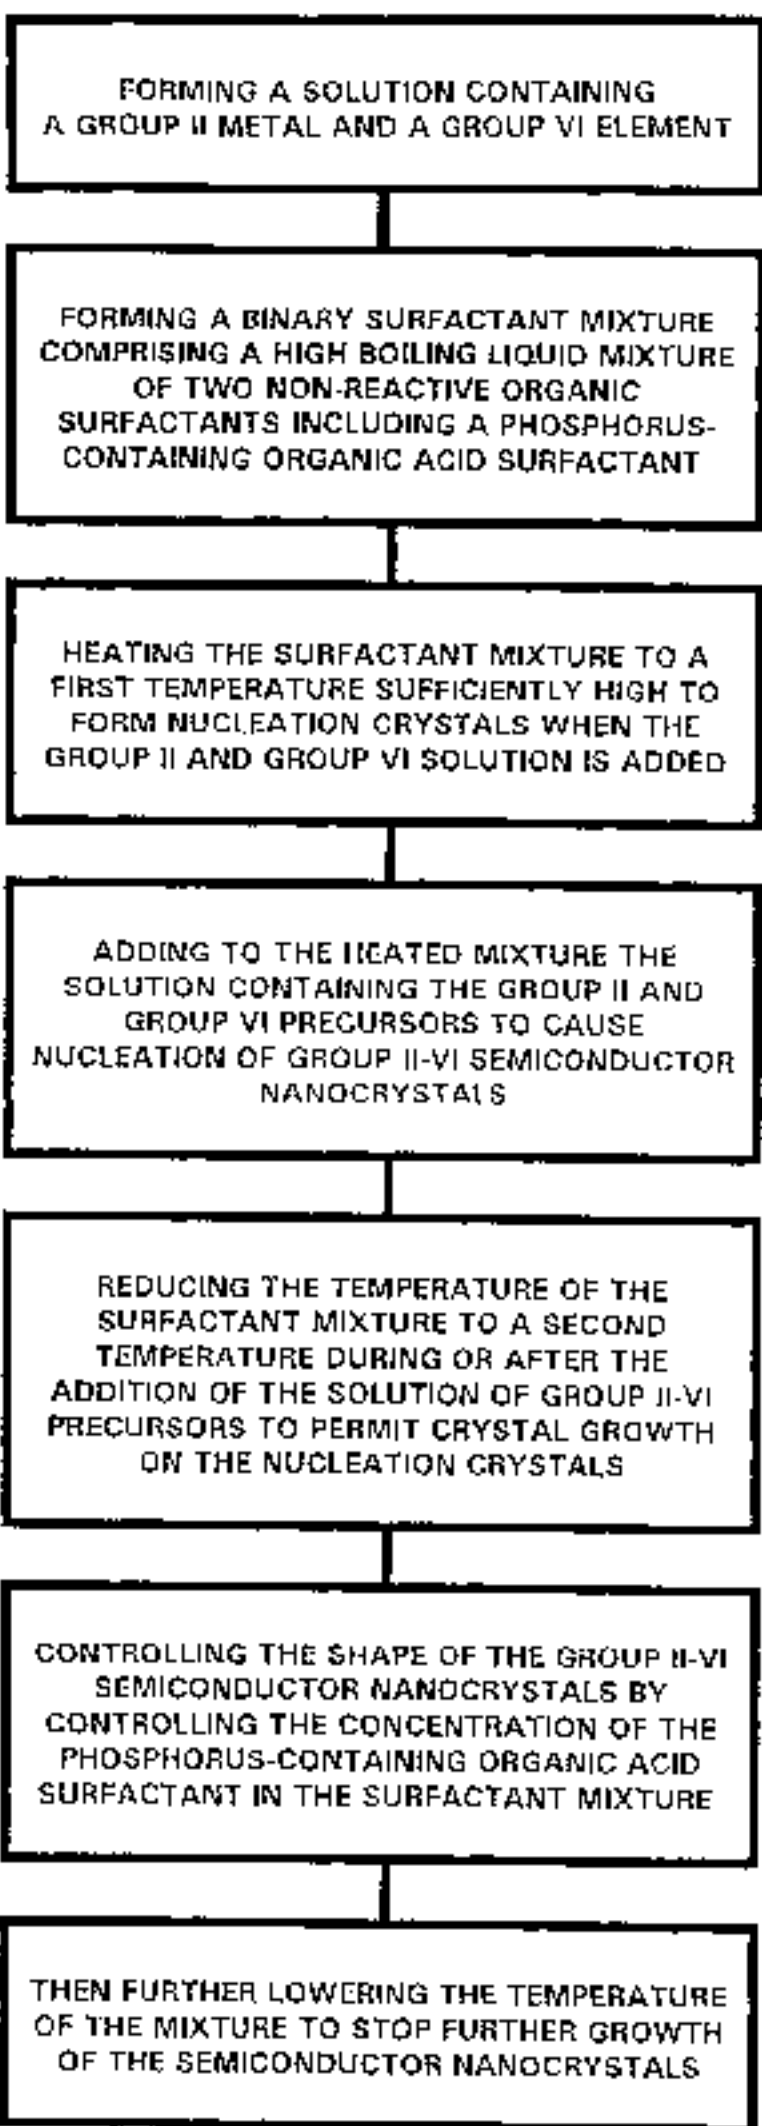 FORMING A SOLUTION CONTAINING
A GROUP II METAL AND A GROUP VI ELEMENT
FORMING A BINARY SURFACTANT MIXTURE
COMPRISING A HIGH BOILING LIQUID MIXTURE
OF TWO NON-REACTIVE ORGANIC
SURFACTANTS INCLUDING A PHOSPHORUS-
CONTAINING ORGANIC ACID SURFACTANT
HEATING THE SURFACTANT MIXTURE TO A
FIRST TEMPERATURE SUFFICIENTLY HIGH TO
FORM NUCLEATION CRYSTALS WHEN THE
GROUP II AND GROUP VI SOLUTION IS ADDED
ADDING TO THE HEATED MIXTURE THE
SOLUTION CONTAINING THE GROUP II AND
GROUP VI PRECURSORS TO CAUSE
NUCLEATION OF GROUP II-VI SEMICONDUCTOR
NANOCRYSTALS
REDUCING THE TEMPERATURE OF THE
SURFACTANT MIXTURE TO A SECOND
TEMPERATURE DURING OR AFTER THE
ADDITION OF THE SOLUTION OF GROUP II-VI
PRECURSORS TO PERMIT CRYSTAL GROWTH
ON THE NUCLEATION CRYSTALS
CONTROLLING THE SHAPE OF THE GROUP II-VI
SEMICONDUCTOR NANOCRYSTALS BY
CONTROLLING THE CONCENTRATION OF THE
PHOSPHORUS-CONTAINING ORGANIC ACID
SURFACTANT IN THE SURFACTANT MIXTURE
THEN FURTHER LOWERING THE TEMPERATURE
OF THE MIXTURE TO STOP FURTHER GROWTH
OF THE SEMICONDUCTOR NANOCRYSTALS